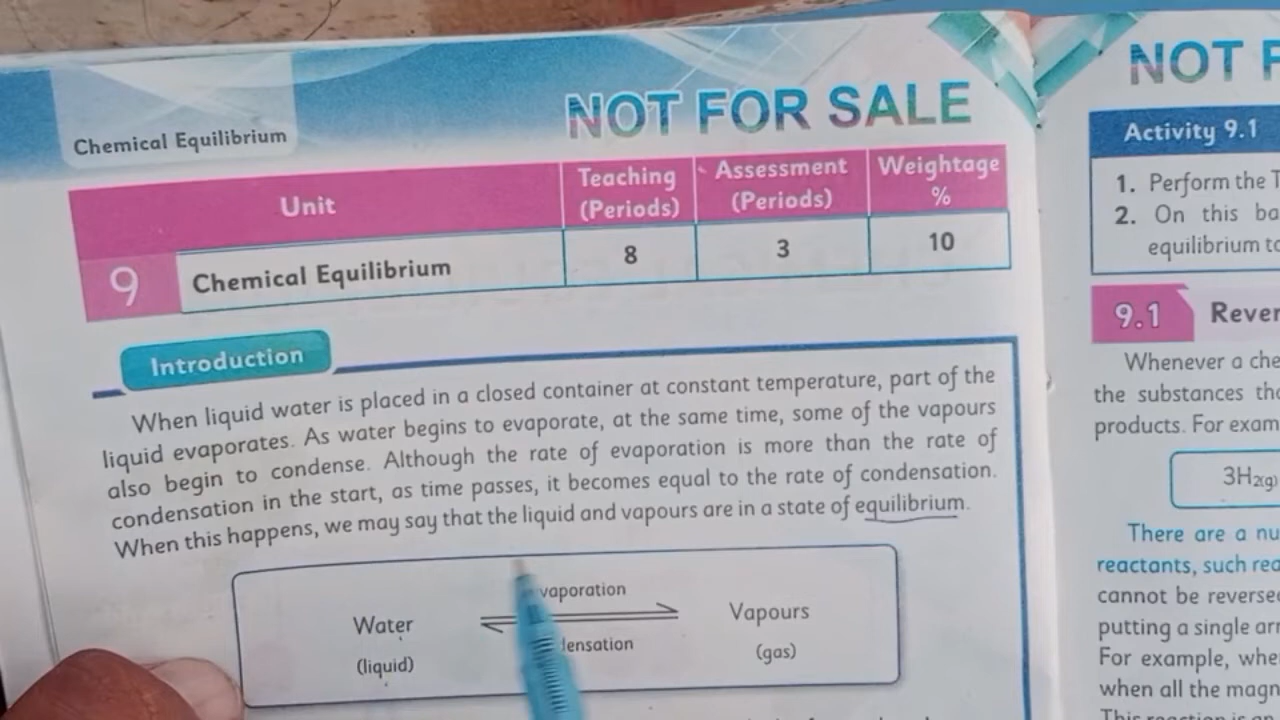 Chemical Equilibrium
NOT FOR SALE
Unit
Teaching
(Periods)
Assessment
(Periods)
Weightage
%
9
Chemical Equilibrium
8
3
10
Introduction
When liquid water is placed in a closed container at constant temperature, part of the
liquid evaporates. As water begins to evaporate, at the same time, some of the vapours
also begin to condense. Although the rate of evaporation is more than the rate of
condensation in the start, as time passes, it becomes equal to the rate of condensation.
When this happens, we may say that the liquid and vapours are in a state of equilibrium.
Water
(liquid)
Vapours
(gas)
NOT
Activity 9.1
1. Perform the
2. On this
equilibrium
9.1
Whenever a
the substances
products. For
3H2(g)
There are a
reactants, such
cannot be
putting a single
For example,
when all the
This reaction is